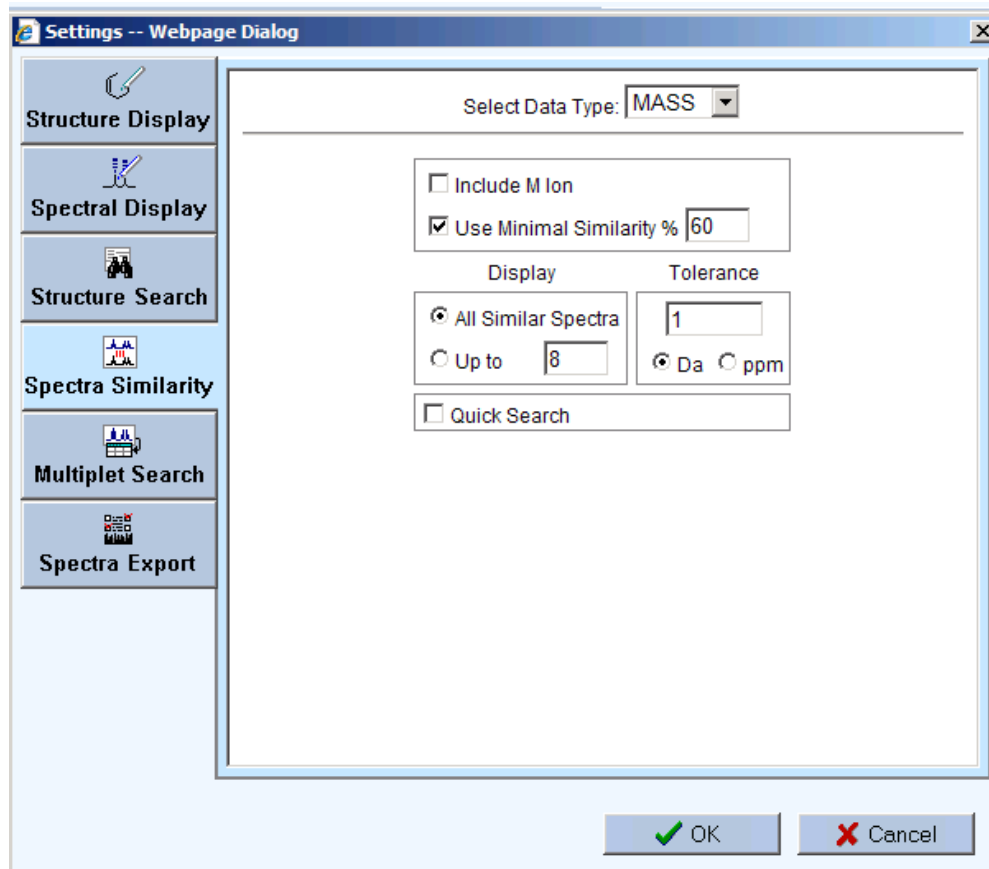 Settings -- Webpage Dialog
Structure Display
Spectral Display
Structure Search
Spectra Similarity
Multiplet Search
Spectra Export
Select Data Type: MASS
Include M Ion
Use Minimal Similarity % 60
Display Tolerance
All Similar Spectra 1
Up to 8 Da ppm
Quick Search
OK Cancel